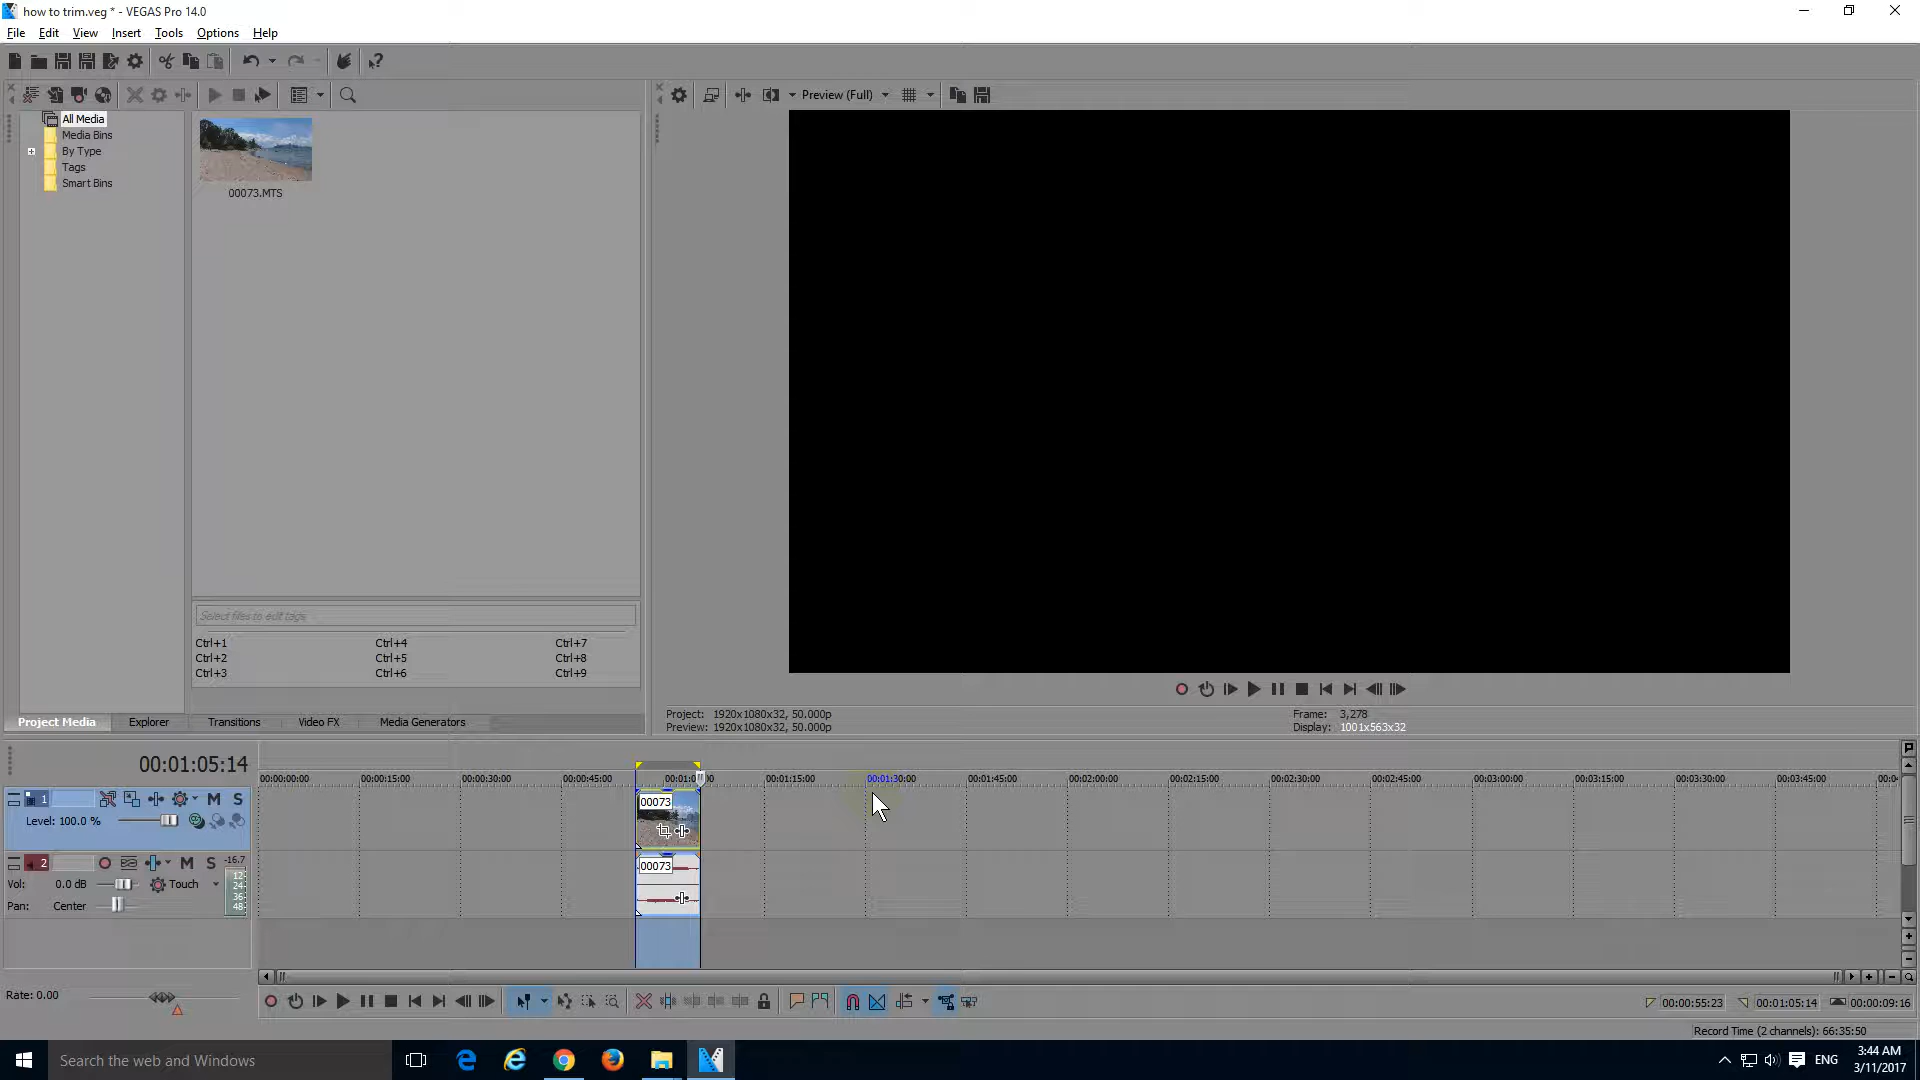 how to trim.veg * - VEGAS Pro 14.0
File Edit View Insert Tools Options Help
Preview (Full)
All Media
Media Bins
By Type
Tags
Smart Bins
00073.MTS
Select files to edit tags
Ctrl+1 Ctrl+4 Ctrl+7
Ctrl+2 Ctrl+5 Ctrl+8
Ctrl+3 Ctrl+6 Ctrl+9
Project Media Explorer Transitions Video FX Media Generators
Project: 1920x1080x32, 50.000p Frame: 3,278
Preview: 1920x1080x32, 50.000p Display: 1001x563x32
00:01:05:14
00:00:00:00 00:00:15:00 00:00:30:00 00:00:45:00 00:01:15:00 00:01:30:00 00:01:45:00 00:02:00:00 00:02:15:00 00:02:30:00 00:02:45:00 00:03:00:00 00:03:15:00 00:03:30:00 00:03:45:00
1 M S
00073
Level: 100.0 %
2 M S -16.7
00073
Vol: 0.0 dB Touch
12
24
36
48
Pan: Center
Rate: 0.00
00:00:55:23 00:01:05:14 00:00:09:16
Record Time (2 channels): 66:35:50
Search the web and Windows
ENG
3:44 AM
3/11/2017